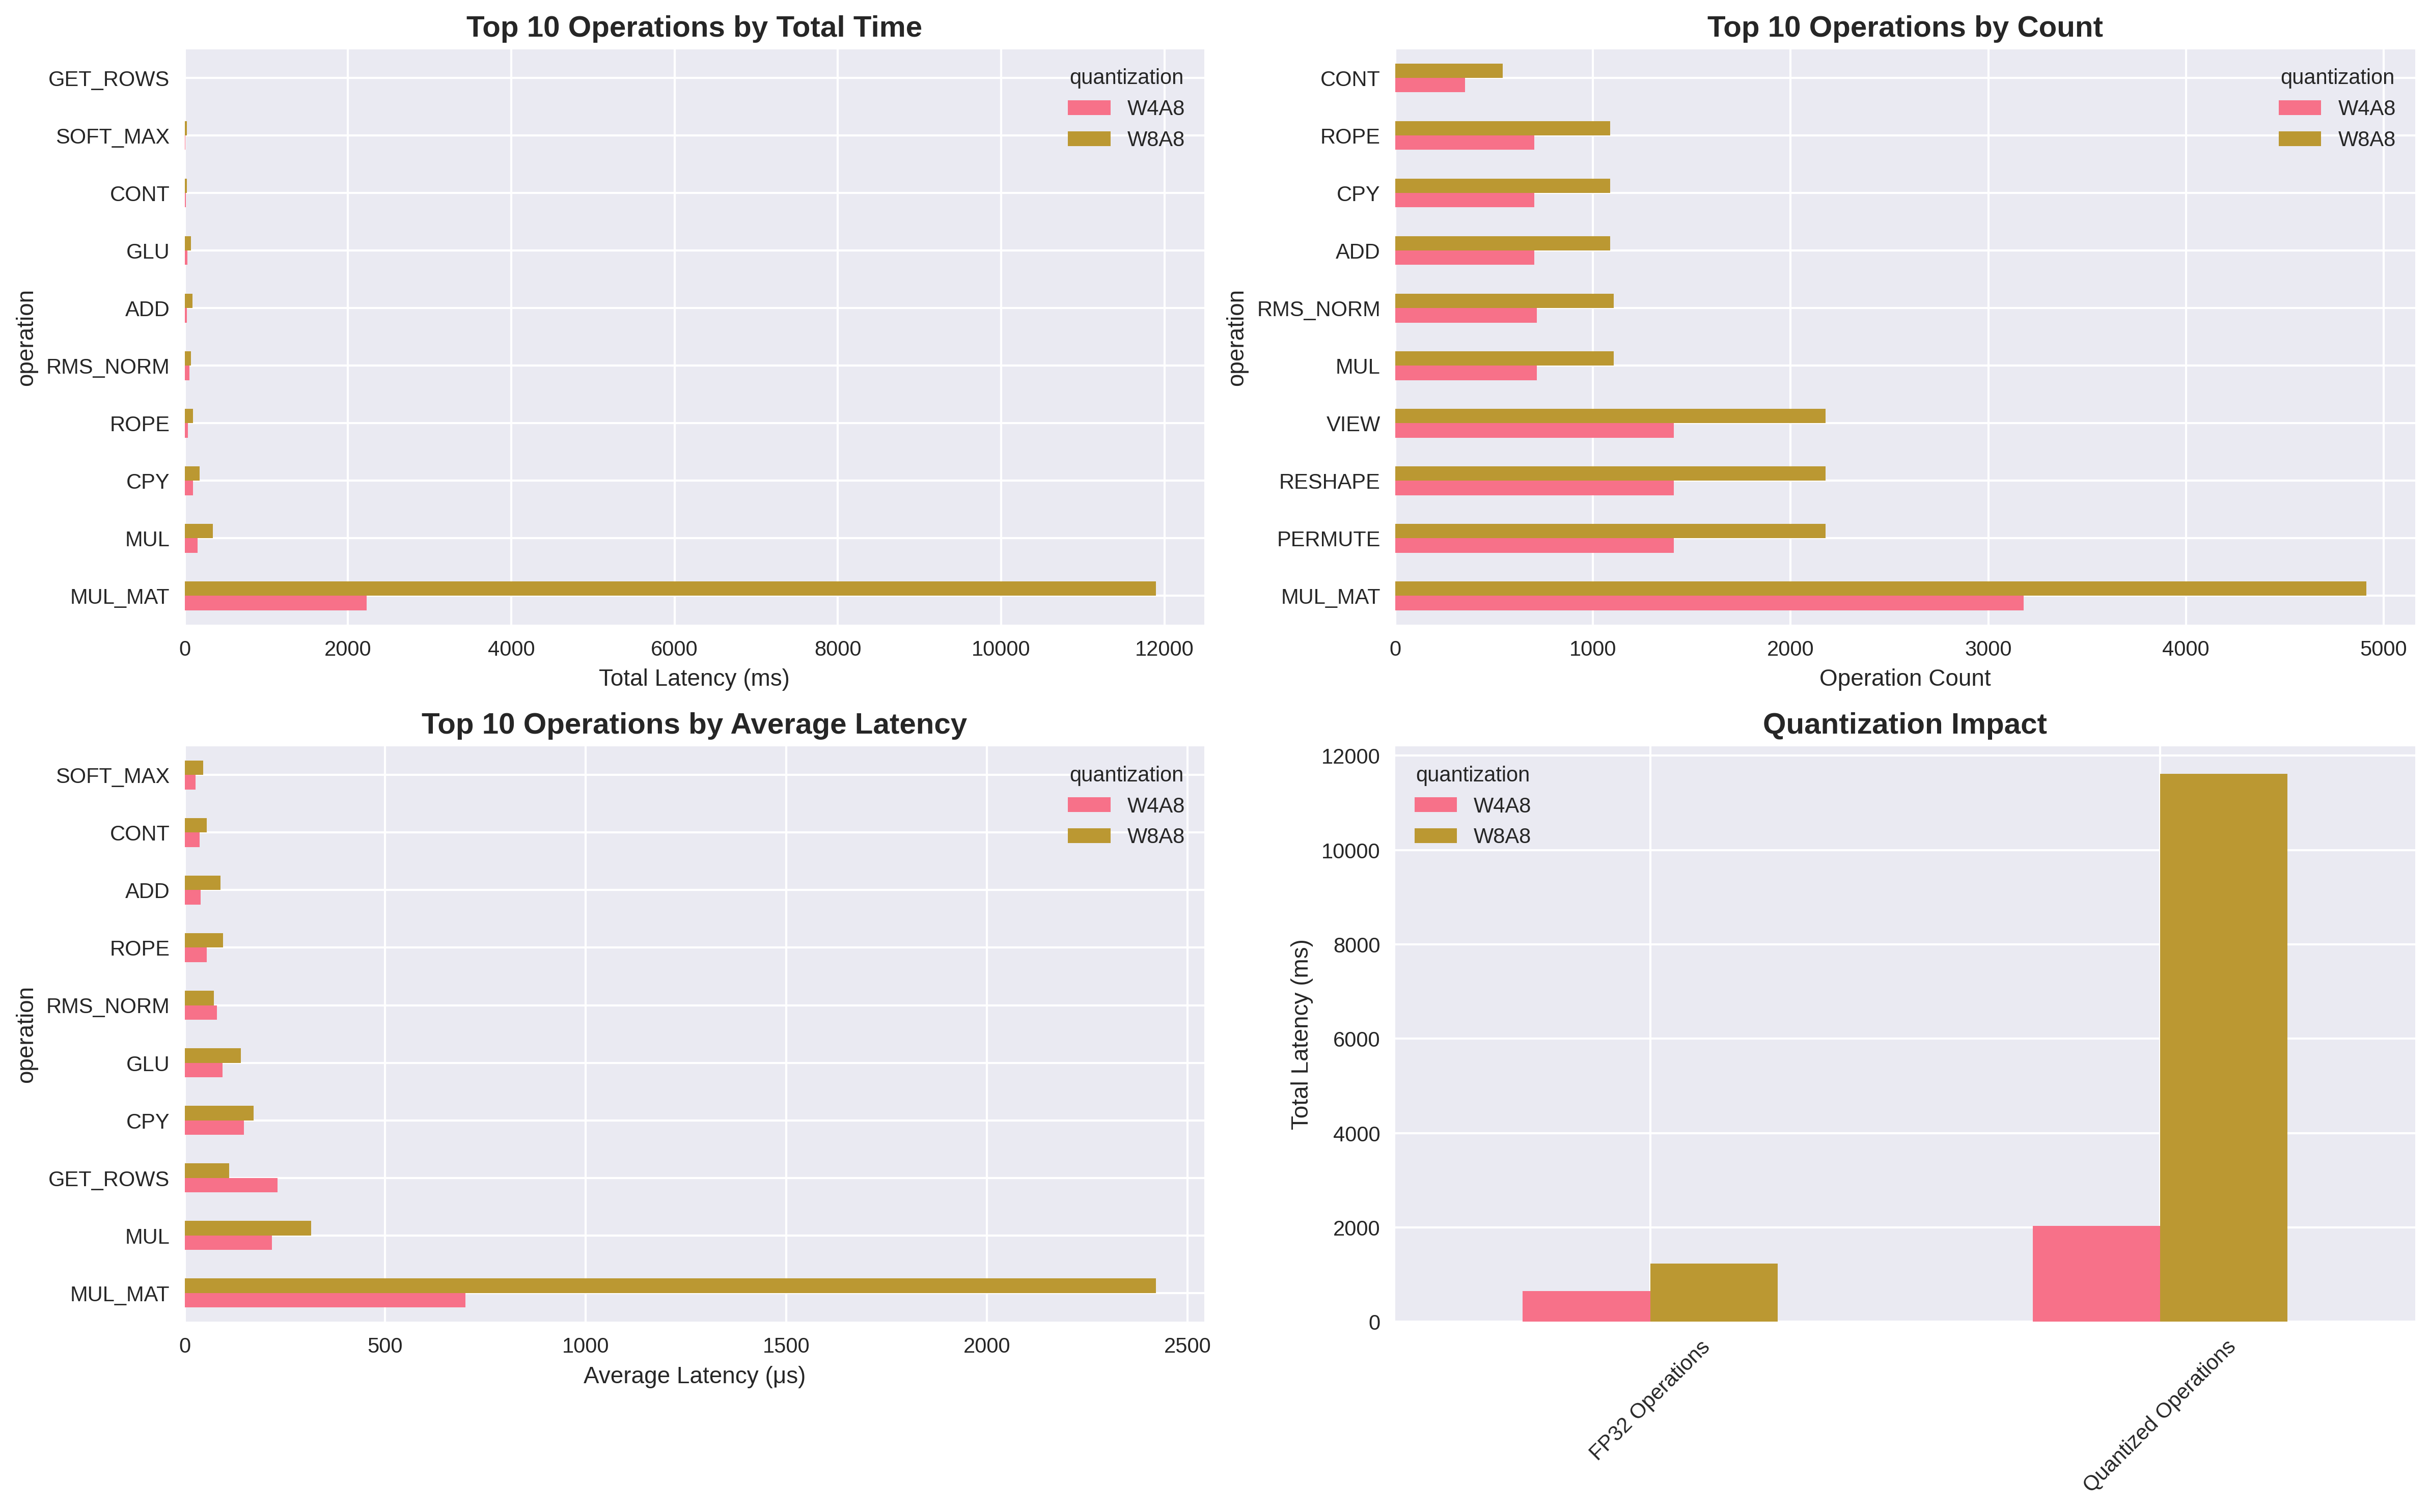 Top 10 Operations by Total Time
GET_ROWS
SOFT_MAX
CONT
GLU
ADD
RMS_NORM
ROPE
CPY
MUL
MUL_MAT
operation
quantization
W4A8
W8A8
0 2000 4000 6000 8000 10000 12000
Total Latency (ms)
Top 10 Operations by Count
CONT
ROPE
CPY
ADD
RMS_NORM
MUL
VIEW
RESHAPE
PERMUTE
MUL_MAT
operation
quantization
W4A8
W8A8
0 1000 2000 3000 4000 5000
Operation Count
Top 10 Operations by Average Latency
SOFT_MAX
CONT
ADD
ROPE
RMS_NORM
GLU
CPY
GET_ROWS
MUL
MUL_MAT
operation
quantization
W4A8
W8A8
0 500 1000 1500 2000 2500
Average Latency (μs)
Quantization Impact
quantization
W4A8
W8A8
12000
10000
8000
6000
4000
2000
0
Total Latency (ms)
FP32 Operations
Quantized Operations